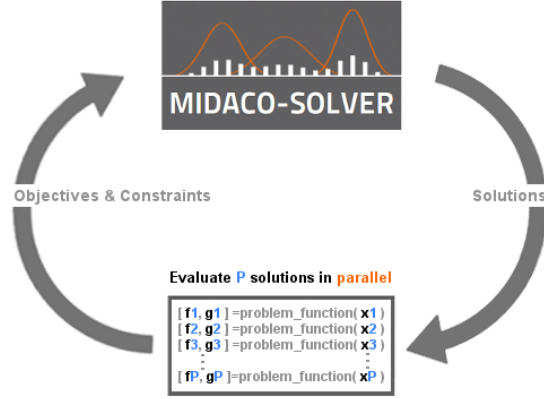 MIDACO-SOLVER
Objectives & Constraints
Solutions
Evaluate P solutions in parallel
[ f1, g1 ] =problem_function( x1 )
[ f2, g2 ] =problem_function( x2 )
[ f3, g3 ] =problem_function( x3 )
[ fP, gP ] =problem_function( xP )